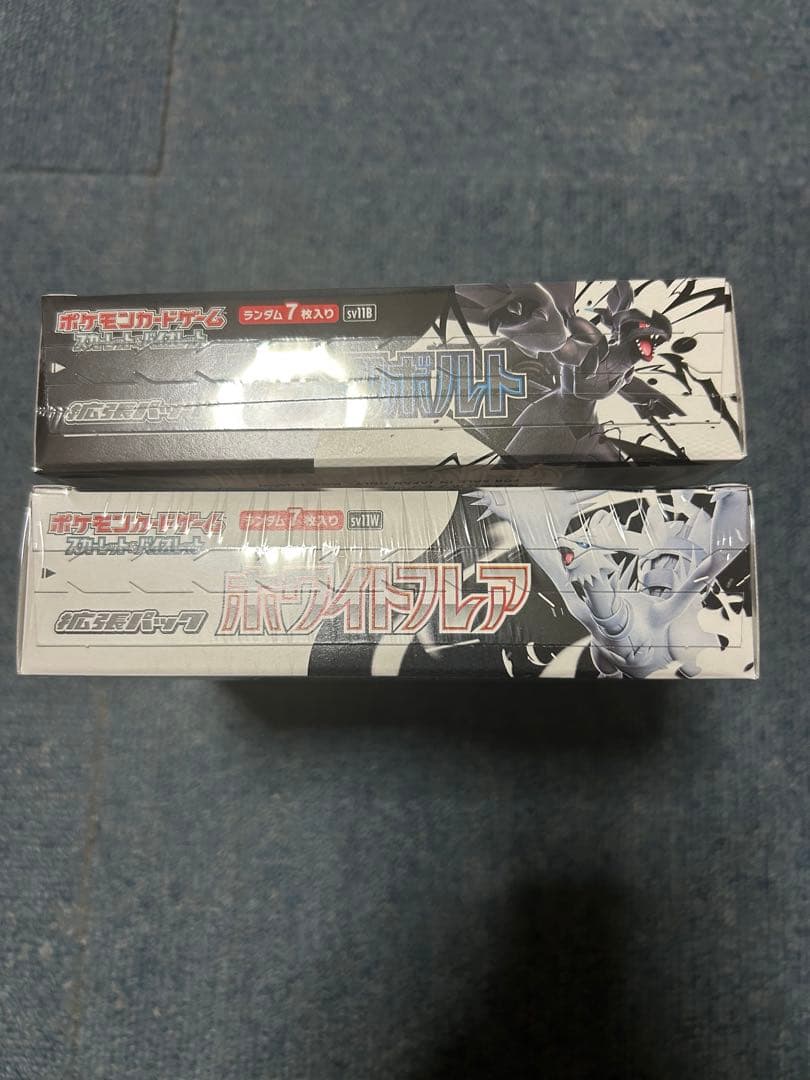 ポケモンカードゲーム
ランダム7枚入り
sv11B
スカーレット&バイオレット
ボルト
拡張パック
ポケモンカードゲーム
ランダム7枚入り
sv11W
スカーレット&バイオレット
ホワイトフレア
拡張パック